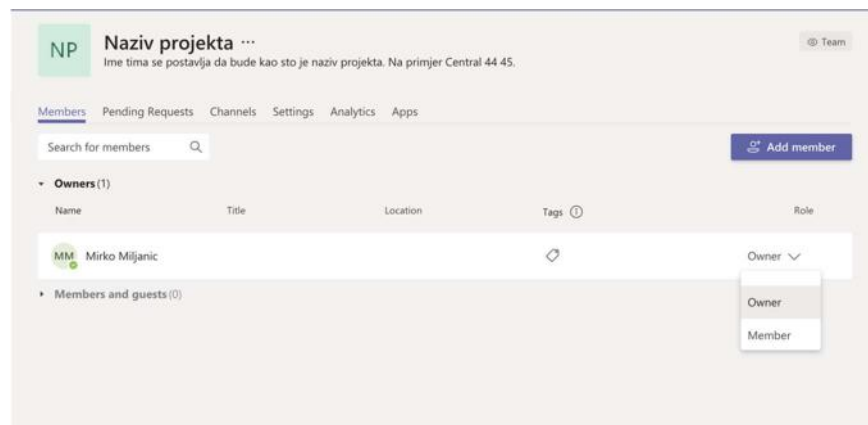 NP
Naziv projekta ...
Team
Ime tima se postavlja da bude kao sto je naziv projekta. Na primjer Central 44 45.
Members Pending Requests Channels Settings Analytics Apps
Search for members
Add member
Owners (1)
Name Title Location Tags Role
MM Mirko Miljanic Owner
Members and guests (0)
Owner
Member